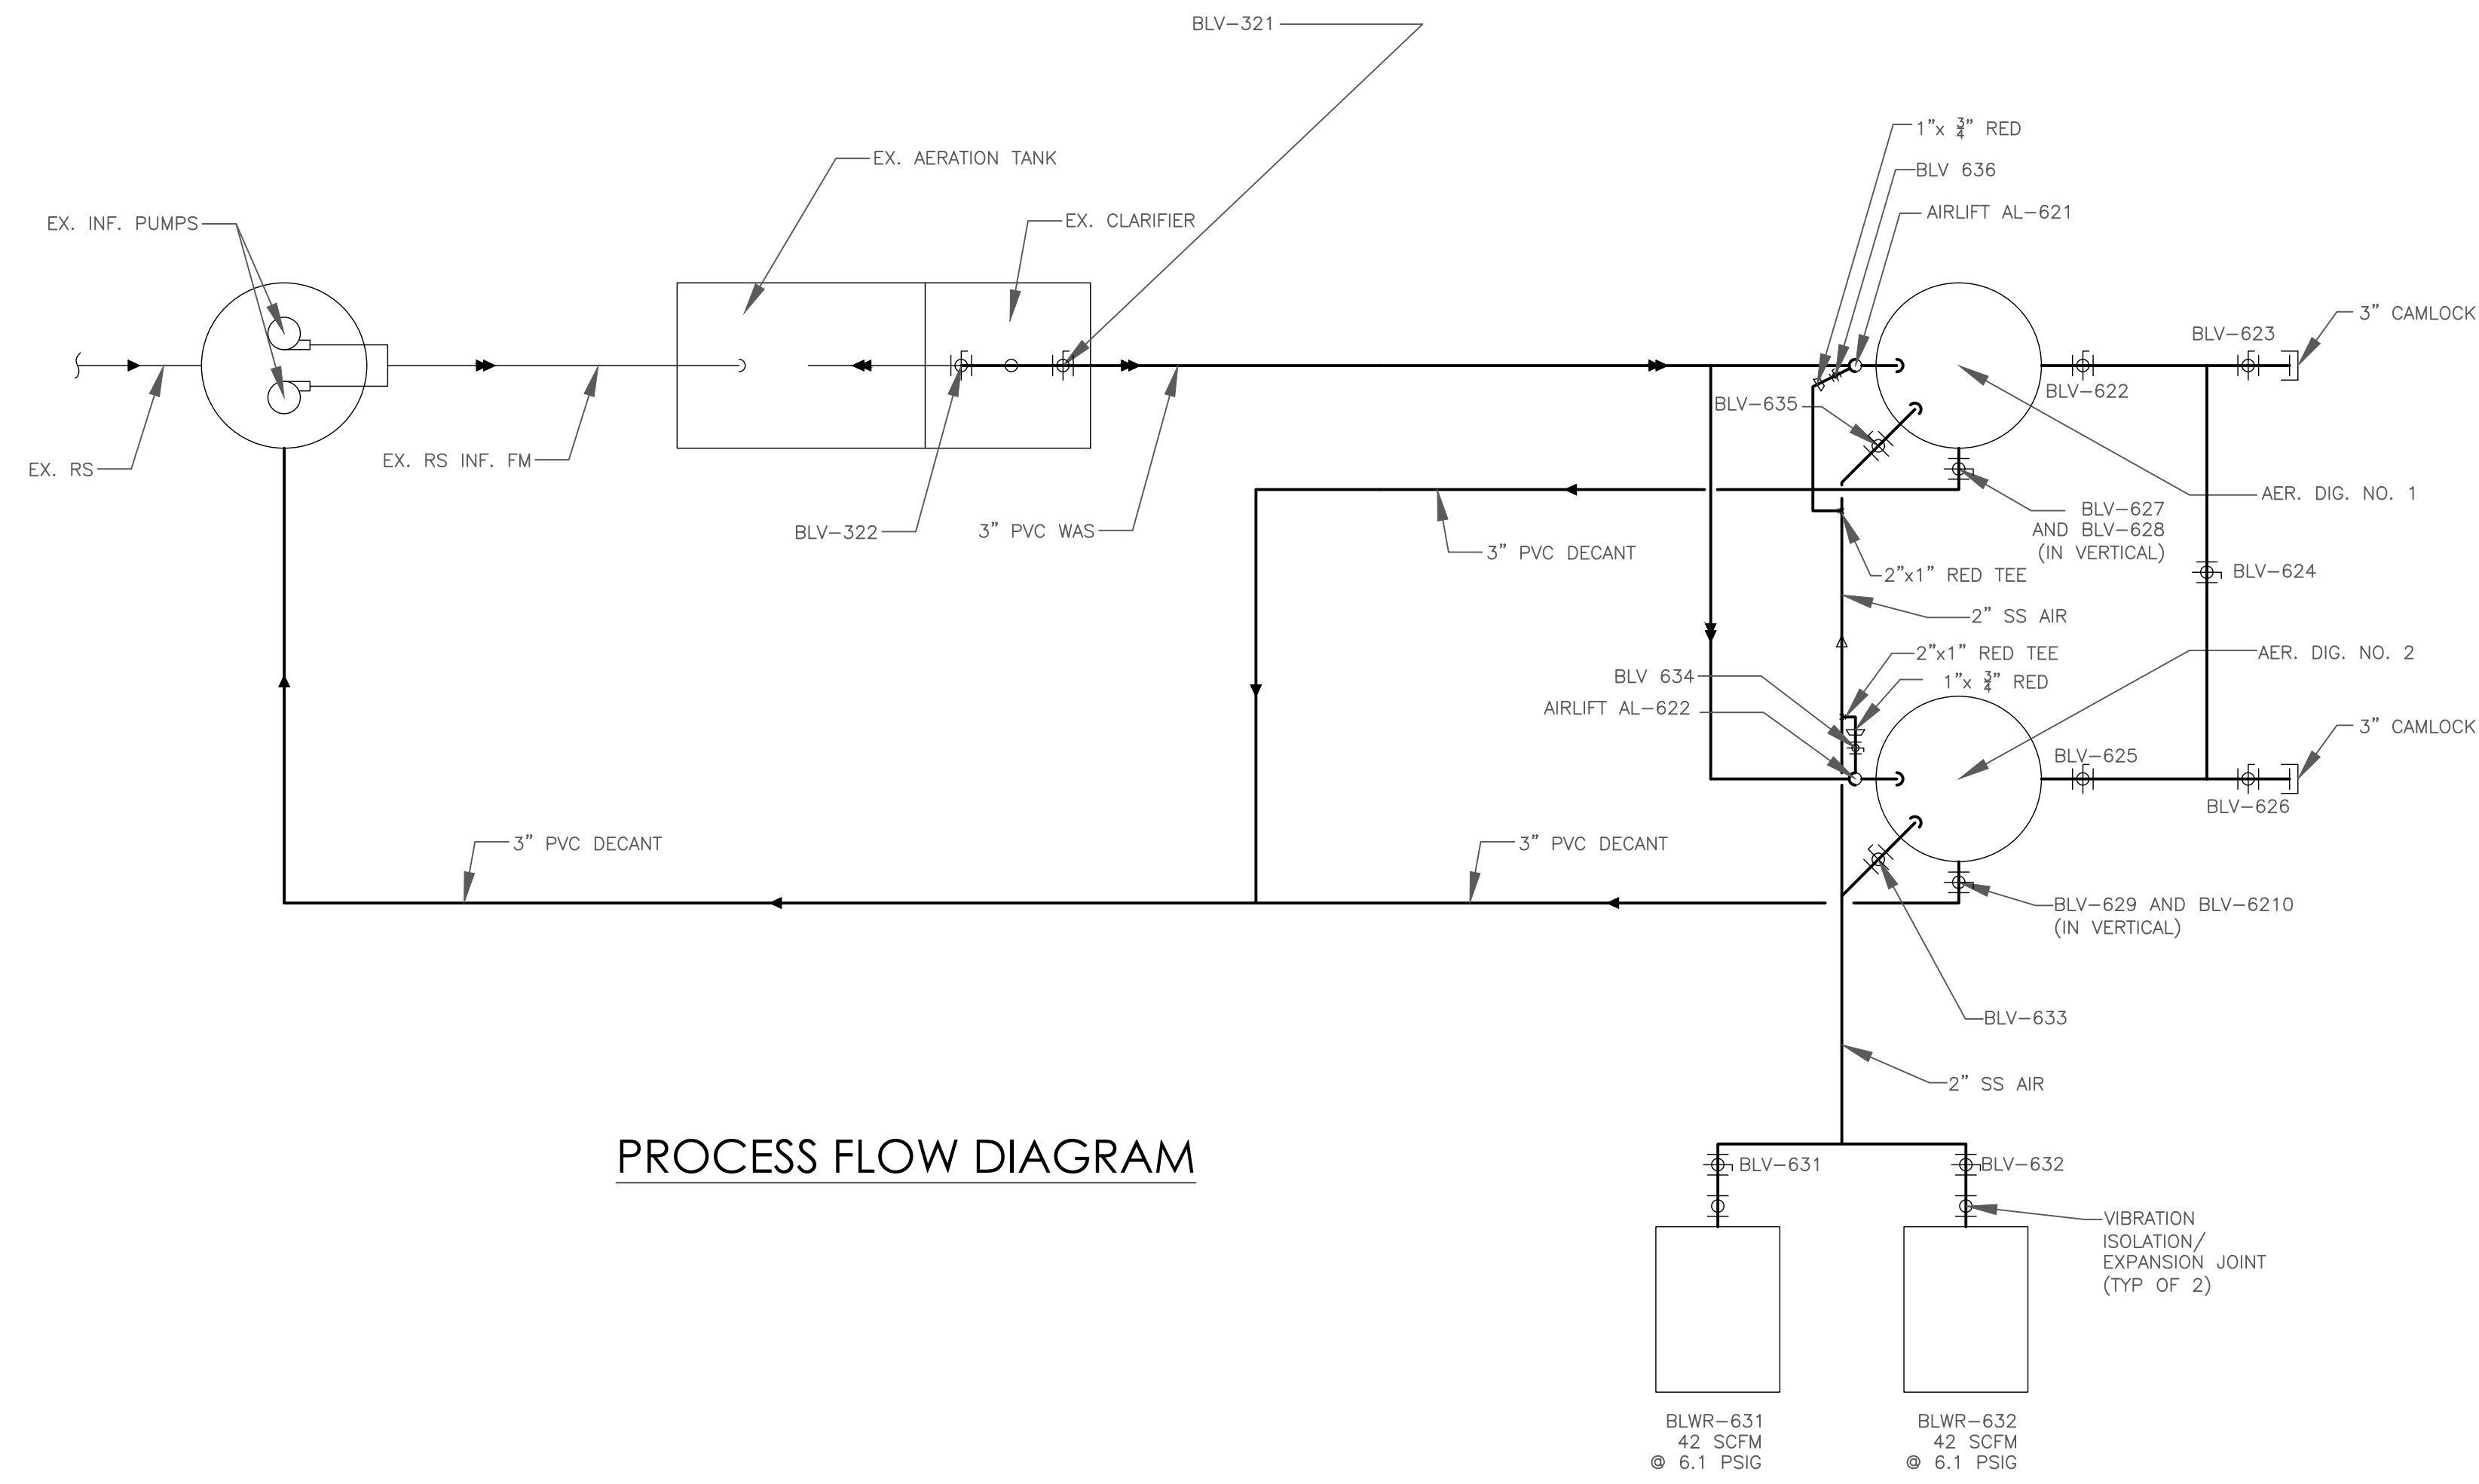 BLV-321
1"x 3/4" RED
EX. AERATION TANK
BLV 636
AIRLIFT AL-621
EX. INF. PUMPS
EX. CLARIFIER
3" CAMLOCK
BLV-623
BLV-622
BLV-635
EX. RS
EX. RS INF. FM
BLV-322
3" PVC WAS
AER. DIG. NO. 1
BLV-627
AND BLV-628
(IN VERTICAL)
3" PVC DECANT
2"x1" RED TEE
BLV-624
2" SS AIR
2"x1" RED TEE
AER. DIG. NO. 2
BLV 634
1"x 3/4" RED
AIRLIFT AL-622
3" CAMLOCK
BLV-625
BLV-626
3" PVC DECANT
3" PVC DECANT
BLV-629 AND BLV-6210
(IN VERTICAL)
BLV-633
2" SS AIR
PROCESS FLOW DIAGRAM
BLV-631
BLV-632
VIBRATION
ISOLATION/
EXPANSION JOINT
(TYP OF 2)
BLWR-631
42 SCFM
@ 6.1 PSIG
BLWR-632
42 SCFM
@ 6.1 PSIG